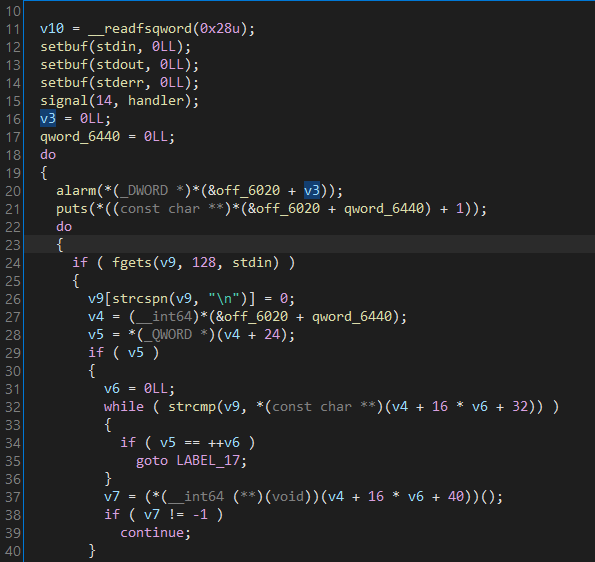 10
11 v10 = __readfsqword(0x28u);
12 setbuf(stdin, 0LL);
13 setbuf(stdout, 0LL);
14 setbuf(stderr, 0LL);
15 signal(14, handler);
16 v3 = 0LL;
17 qword_6440 = 0LL;
18 do
19 {
20 alarm(*(_DWORD *)*(&off_6020 + v3));
21 puts(*((const char **)*(&off_6020 + qword_6440) + 1));
22 do
23 {
24 if ( fgets(v9, 128, stdin) )
25 {
26 v9[strcspn(v9, "\n")] = 0;
27 v4 = (__int64)*(&off_6020 + qword_6440);
28 v5 = *(_QWORD *)(v4 + 24);
29 if ( v5 )
30 {
31 v6 = 0LL;
32 while ( strcmp(v9, *(const char **)(v4 + 16 * v6 + 32)) )
33 {
34 if ( v5 == ++v6 )
35 goto LABEL_17;
36 }
37 v7 = (*(__int64 (**)(void))(v4 + 16 * v6 + 40))();
38 if ( v7 != -1 )
39 continue;
40 }